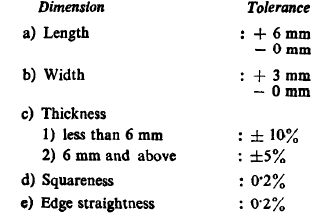 Dimension Tolerance
a) Length : + 6 mm
− 0 mm
b) Width : + 3 mm
− 0 mm
c) Thickness
1) less than 6 mm : ± 10%
2) 6 mm and above : ±5%
d) Squareness : 0·2%
e) Edge straightness : 0·2%